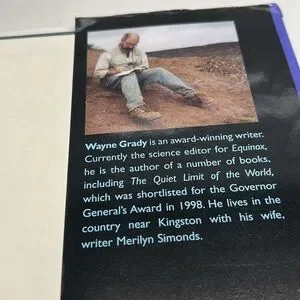 Wayne Grady is an award-winning writer.
Currently the science editor for Equinox,
he is the author of a number of books,
including The Quiet Limit of the World,
which was shortlisted for the Governor
General's Award in 1998. He lives in the
country near Kingston with his wife,
writer Merilyn Simonds.